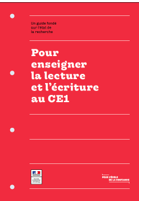 Un guide fondé
sur l'état de
la recherche
Pour
enseigner
la lecture
et l'écriture
au CE1